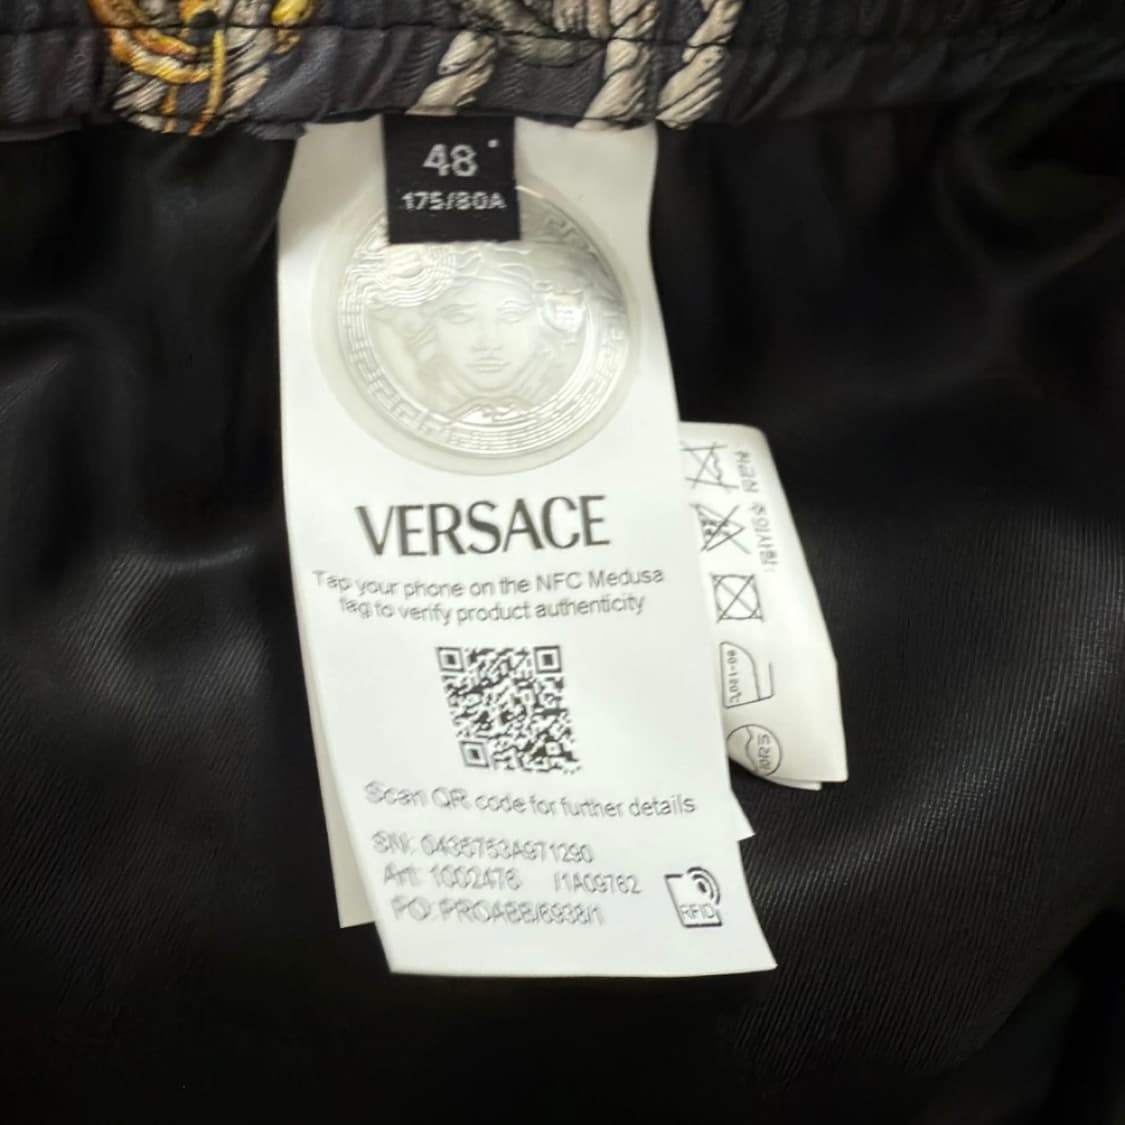 48
175/80A
VERSACE
Tap your phone on the NFC Medusa
tag to verify product authenticity
Scan QR code for further details
S/N: 0435753A971290
Art: 1002476 /1A09762
PO: PROABB/6938/1
RFID